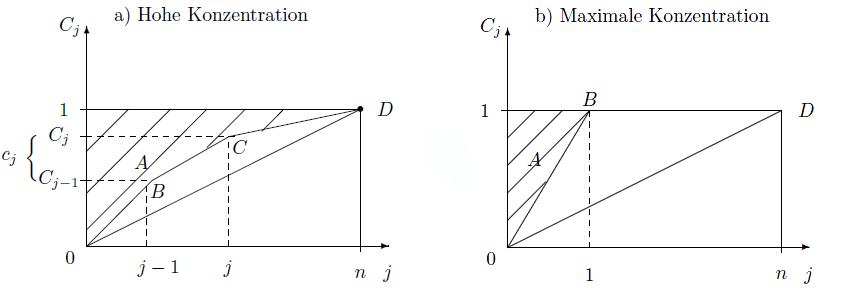 a) Hohe Konzentration
C_j
1
D
C_j
c_j {
A
C
C_{j-1}
B
0
j − 1
j
n
j
b) Maximale Konzentration
C_j
B
1
D
A
0
1
n
j